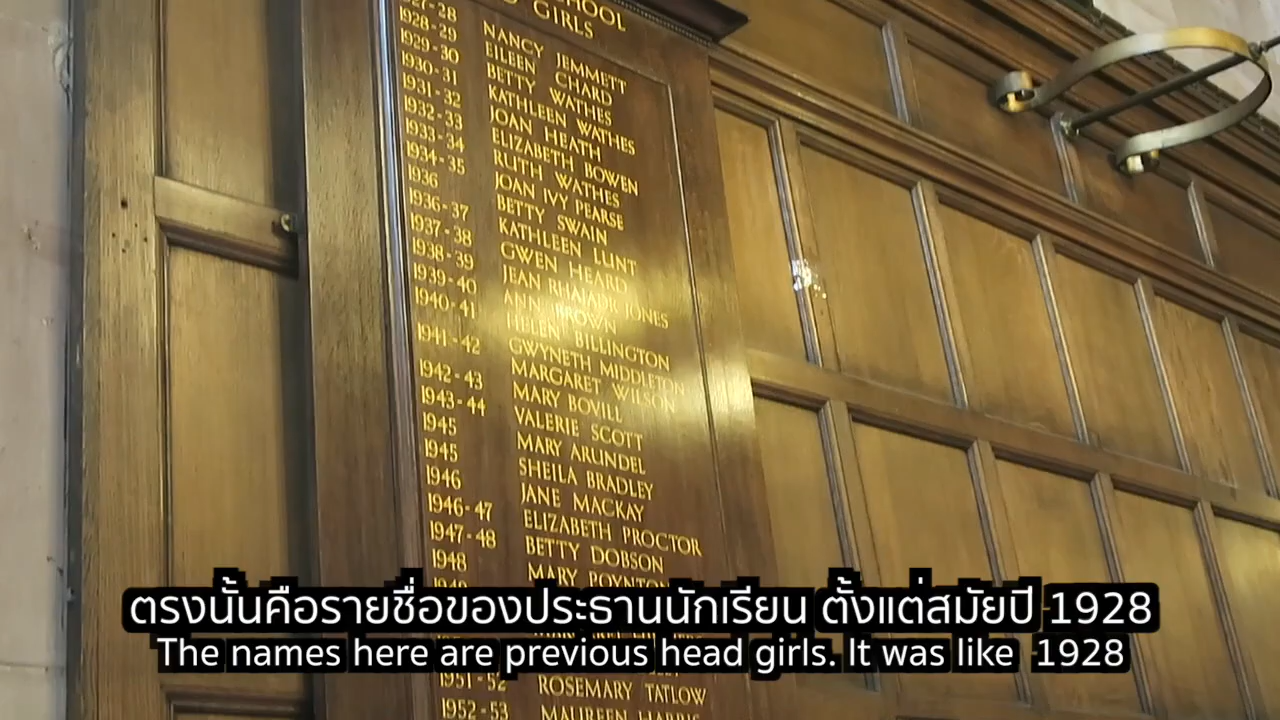 SCHOOL
GIRLS
1927-28
1928-29 NANCY JEMMETT
1929-30 EILEEN CHARD
1930-31 BETTY WATHES
1931-32 KATHLEEN WATHES
1932-33 JOAN HEATH
1933-34 ELIZABETH BOWEN
1934-35 RUTH WATHES
1936 JOAN IVY PEARSE
1936-37 BETTY SWAIN
1937-38 KATHLEEN LUNT
1938-39 GWEN HEARD
1939-40 JEAN RHAIADR JONES
1940-41 ANN BROWN
HELEN BILLINGTON
1941-42 GWYNETH MIDDLETON
1942-43 MARGARET WILSON
1943-44 MARY BOVILL
1945 VALERIE SCOTT
1945 MARY ARUNDEL
1946 SHEILA BRADLEY
1946-47 JANE MACKAY
1947-48 ELIZABETH PROCTOR
1948 BETTY DOBSON
1949 MARY POYNTON
1951-52 ROSEMARY TATLOW
1952-53 MAUREEN HARRIS
ตรงนั้นคือรายชื่อของประธานนักเรียน ตั้งแต่สมัยปี 1928
The names here are previous head girls. It was like 1928